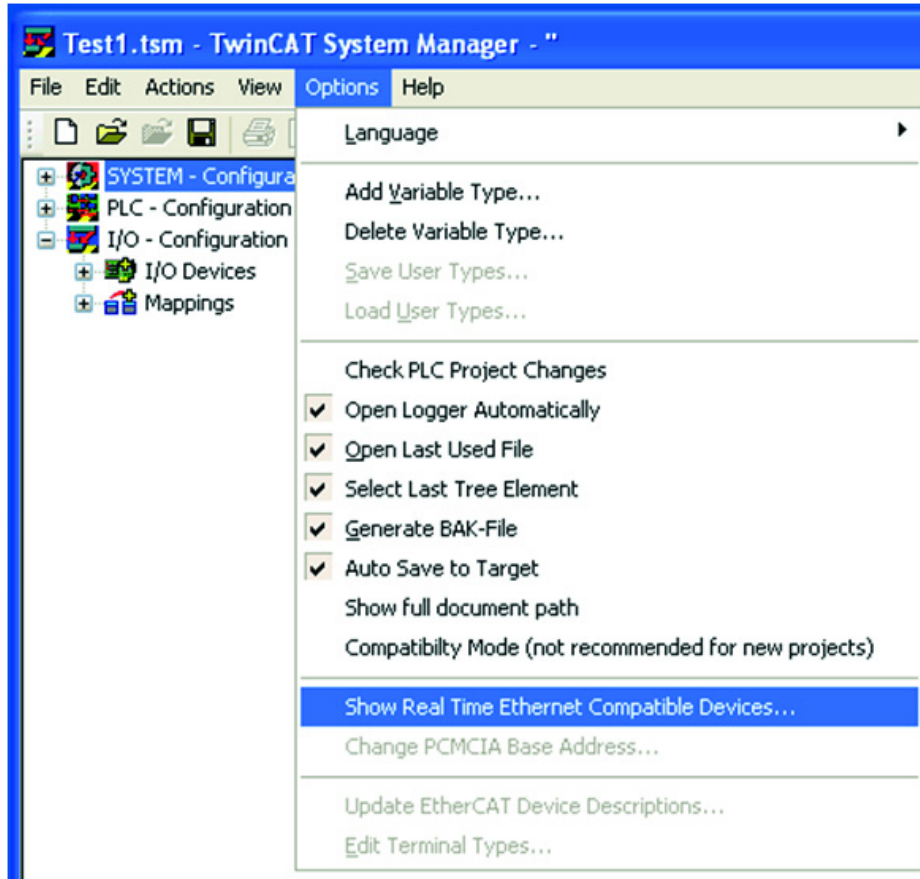 Test1.tsm - TwinCAT System Manager - "
File Edit Actions View Options Help
Language
SYSTEM - Configura
PLC - Configuration
I/O - Configuration
I/O Devices
Mappings
Add Variable Type...
Delete Variable Type...
Save User Types...
Load User Types...
Check PLC Project Changes
Open Logger Automatically
Open Last Used File
Select Last Tree Element
Generate BAK-File
Auto Save to Target
Show full document path
Compatibilty Mode (not recommended for new projects)
Show Real Time Ethernet Compatible Devices...
Change PCMCIA Base Address...
Update EtherCAT Device Descriptions...
Edit Terminal Types...